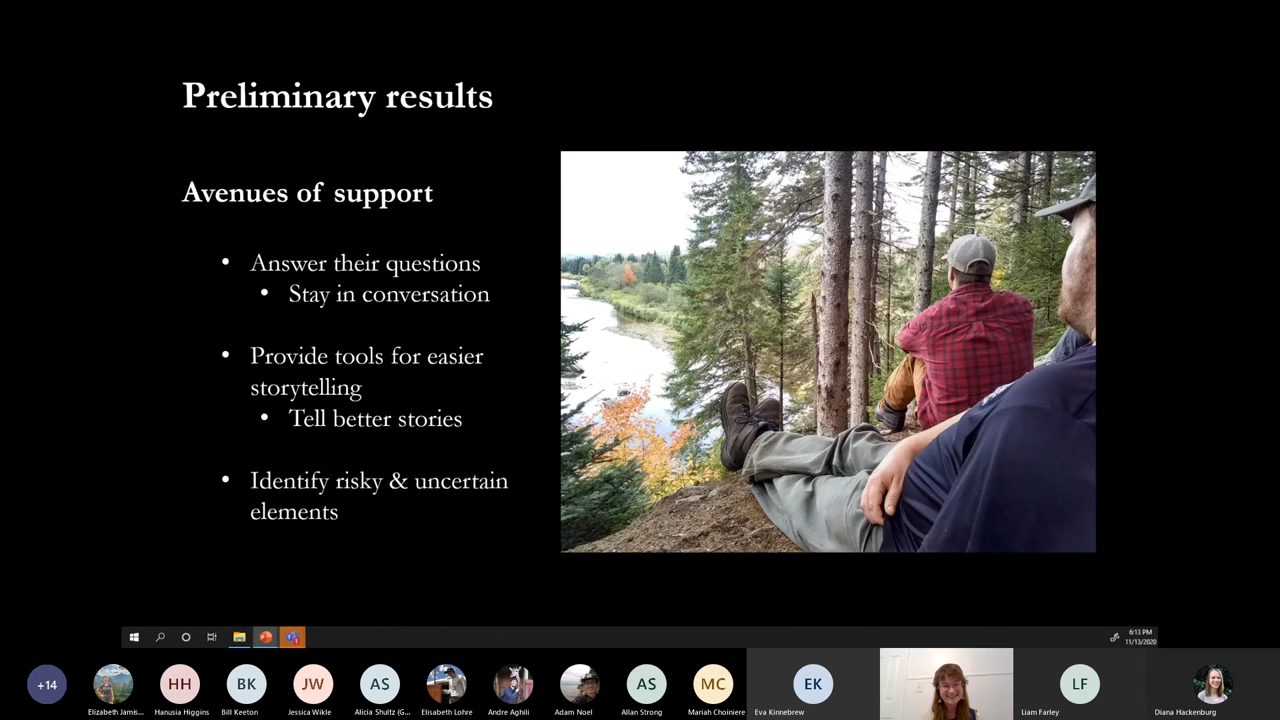 Preliminary results
Avenues of support
• Answer their questions
• Stay in conversation
• Provide tools for easier
storytelling
• Tell better stories
• Identify risky & uncertain
elements
6:13 PM
11/13/2020
+14
HH
BK
JW
AS
AS
MC
EK
LF
Elizabeth Jamis...
Hanusia Higgins
Bill Keeton
Jessica Wikle
Alicia Shultz (G...
Elisabeth Lohre
Andre Aghili
Adam Noel
Allan Strong
Mariah Choiniere
Eva Kinnebrew
Liam Farley
Diana Hackenburg